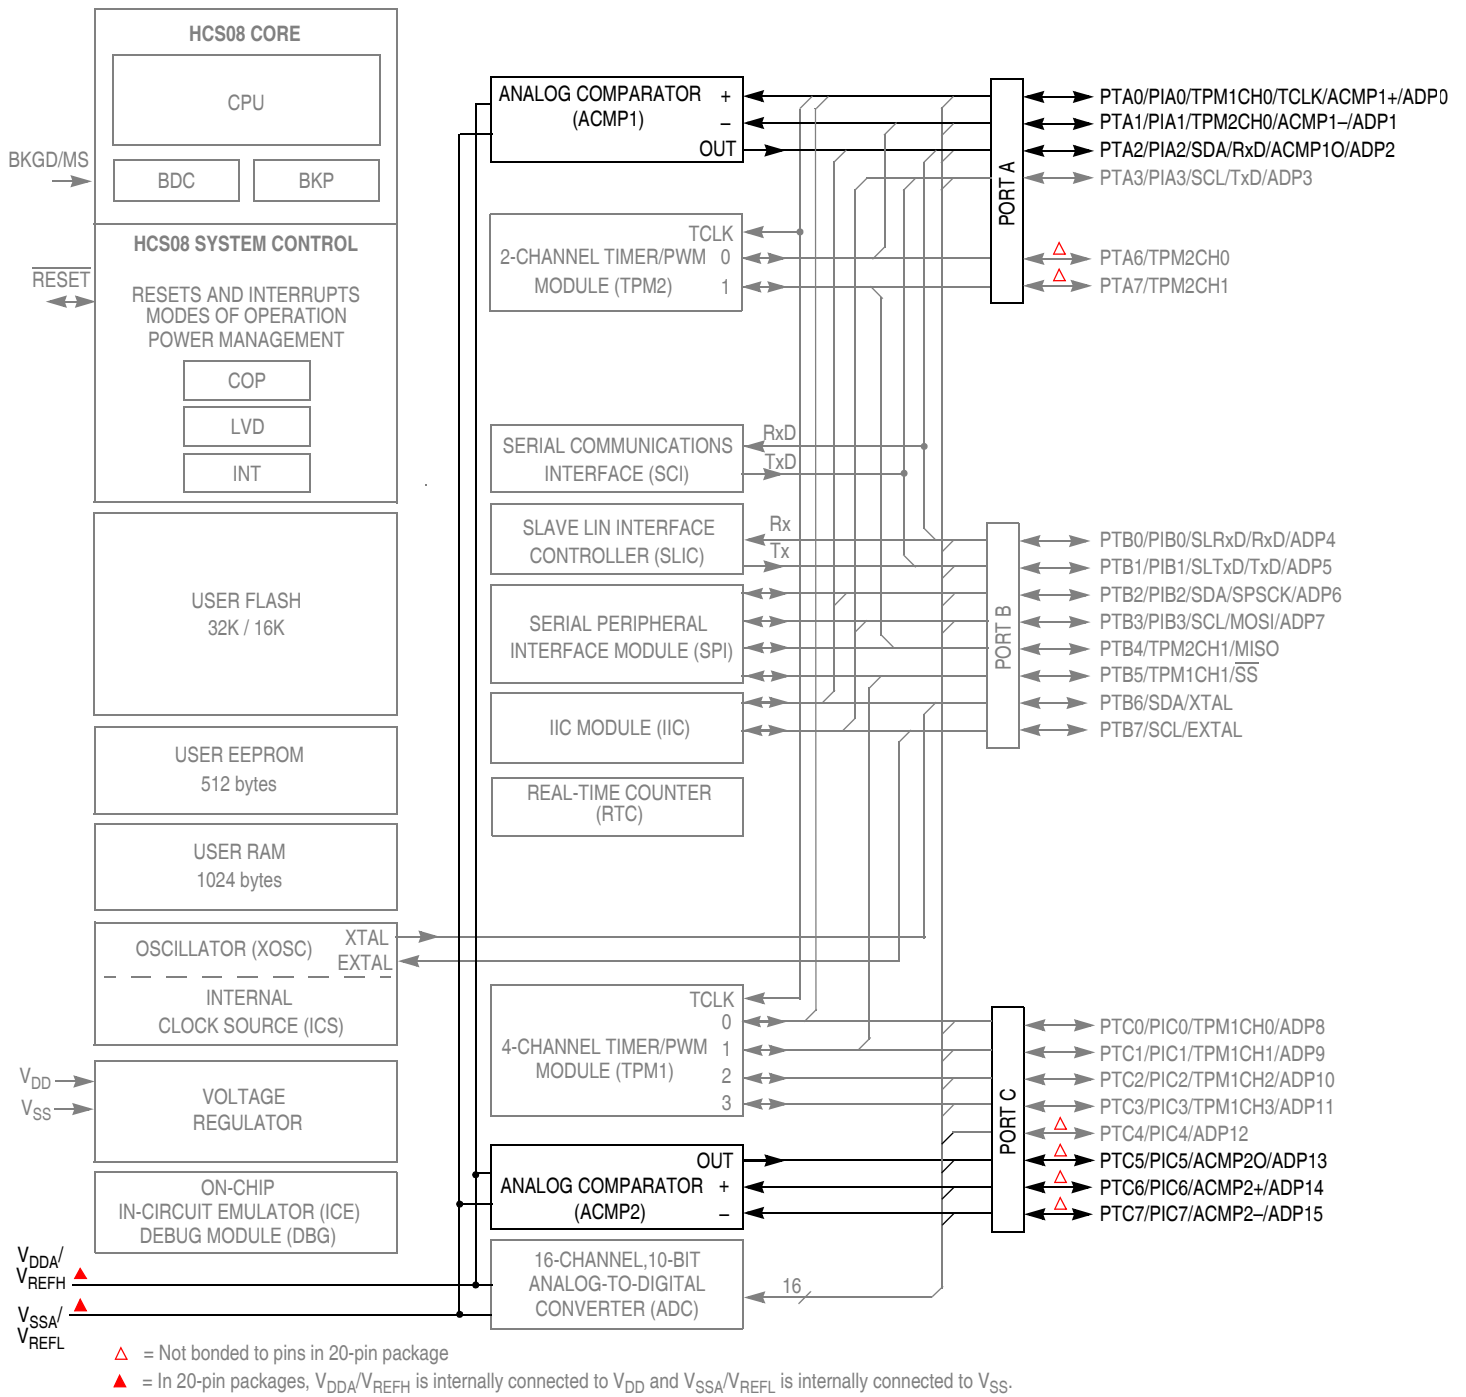 HCS08 CORE
CPU
BDC
BKP
BKGD/MS
HCS08 SYSTEM CONTROL
RESET
RESETS AND INTERRUPTS
MODES OF OPERATION
POWER MANAGEMENT
COP
LVD
INT
USER FLASH
32K / 16K
USER EEPROM
512 bytes
USER RAM
1024 bytes
OSCILLATOR (XOSC)
XTAL
EXTAL
INTERNAL
CLOCK SOURCE (ICS)
VDD
VSS
VOLTAGE
REGULATOR
ON-CHIP
IN-CIRCUIT EMULATOR (ICE)
DEBUG MODULE (DBG)
VDDA/
VREFH
VSSA/
VREFL
ANALOG COMPARATOR
(ACMP1)
+
–
OUT
2-CHANNEL TIMER/PWM
MODULE (TPM2)
TCLK
0
1
SERIAL COMMUNICATIONS
INTERFACE (SCI)
RxD
TxD
SLAVE LIN INTERFACE
CONTROLLER (SLIC)
Rx
Tx
SERIAL PERIPHERAL
INTERFACE MODULE (SPI)
IIC MODULE (IIC)
REAL-TIME COUNTER
(RTC)
4-CHANNEL TIMER/PWM
MODULE (TPM1)
TCLK
0
1
2
3
ANALOG COMPARATOR
(ACMP2)
OUT
+
–
16-CHANNEL,10-BIT
ANALOG-TO-DIGITAL
CONVERTER (ADC)
16
PORT A
PTA0/PIA0/TPM1CH0/TCLK/ACMP1+/ADP0
PTA1/PIA1/TPM2CH0/ACMP1–/ADP1
PTA2/PIA2/SDA/RxD/ACMP1O/ADP2
PTA3/PIA3/SCL/TxD/ADP3
PTA6/TPM2CH0
PTA7/TPM2CH1
PORT B
PTB0/PIB0/SLRxD/RxD/ADP4
PTB1/PIB1/SLTxD/TxD/ADP5
PTB2/PIB2/SDA/SPSCK/ADP6
PTB3/PIB3/SCL/MOSI/ADP7
PTB4/TPM2CH1/MISO
PTB5/TPM1CH1/SS
PTB6/SDA/XTAL
PTB7/SCL/EXTAL
PORT C
PTC0/PIC0/TPM1CH0/ADP8
PTC1/PIC1/TPM1CH1/ADP9
PTC2/PIC2/TPM1CH2/ADP10
PTC3/PIC3/TPM1CH3/ADP11
PTC4/PIC4/ADP12
PTC5/PIC5/ACMP2O/ADP13
PTC6/PIC6/ACMP2+/ADP14
PTC7/PIC7/ACMP2–/ADP15
△ = Not bonded to pins in 20-pin package
▲ = In 20-pin packages, VDDA/VREFH is internally connected to VDD and VSSA/VREFL is internally connected to VSS.